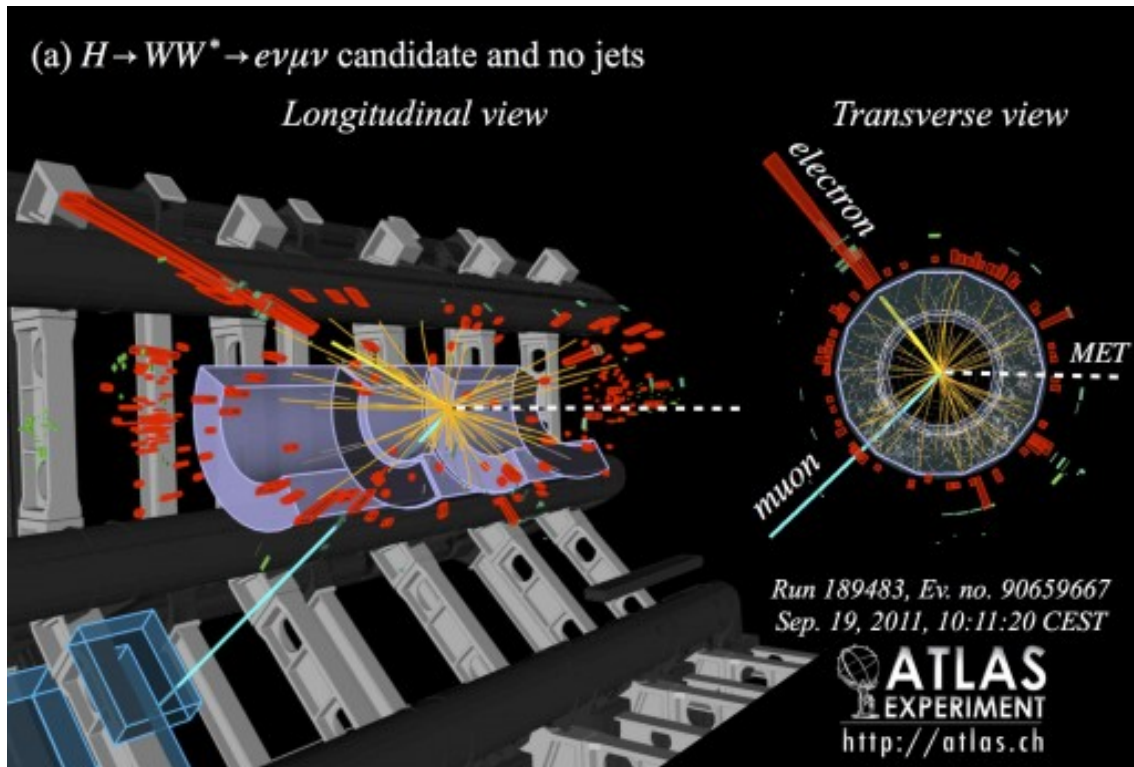 (a) H → WW* → eνμν candidate and no jets
Longitudinal view
Transverse view
electron
MET
muon
Run 189483, Ev. no. 90659667
Sep. 19, 2011, 10:11:20 CEST
ATLAS
EXPERIMENT
http://atlas.ch